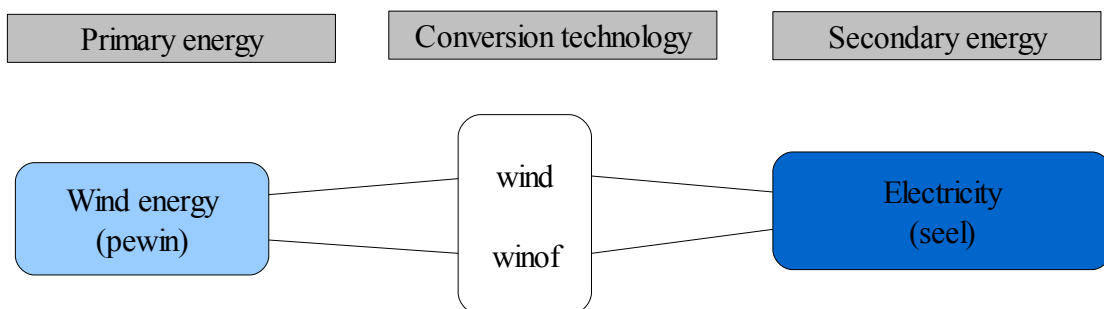 Primary energy
Conversion technology
Secondary energy
Wind energy
(pewin)
wind
winof
Electricity
(seel)